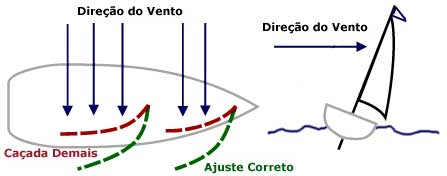 Direção do Vento
Direção do Vento
Caçada Demais
Ajuste Correto